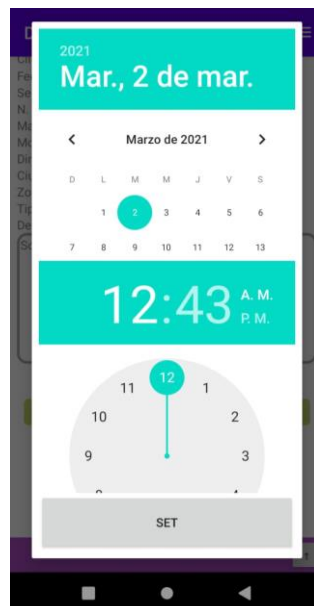 2021
Mar., 2 de mar.
Marzo de 2021
D L M M J V S
1 2 3 4 5 6
7 8 9 10 11 12 13
12:43 A. M.
P. M.
12
11 1
10 2
9 3
SET